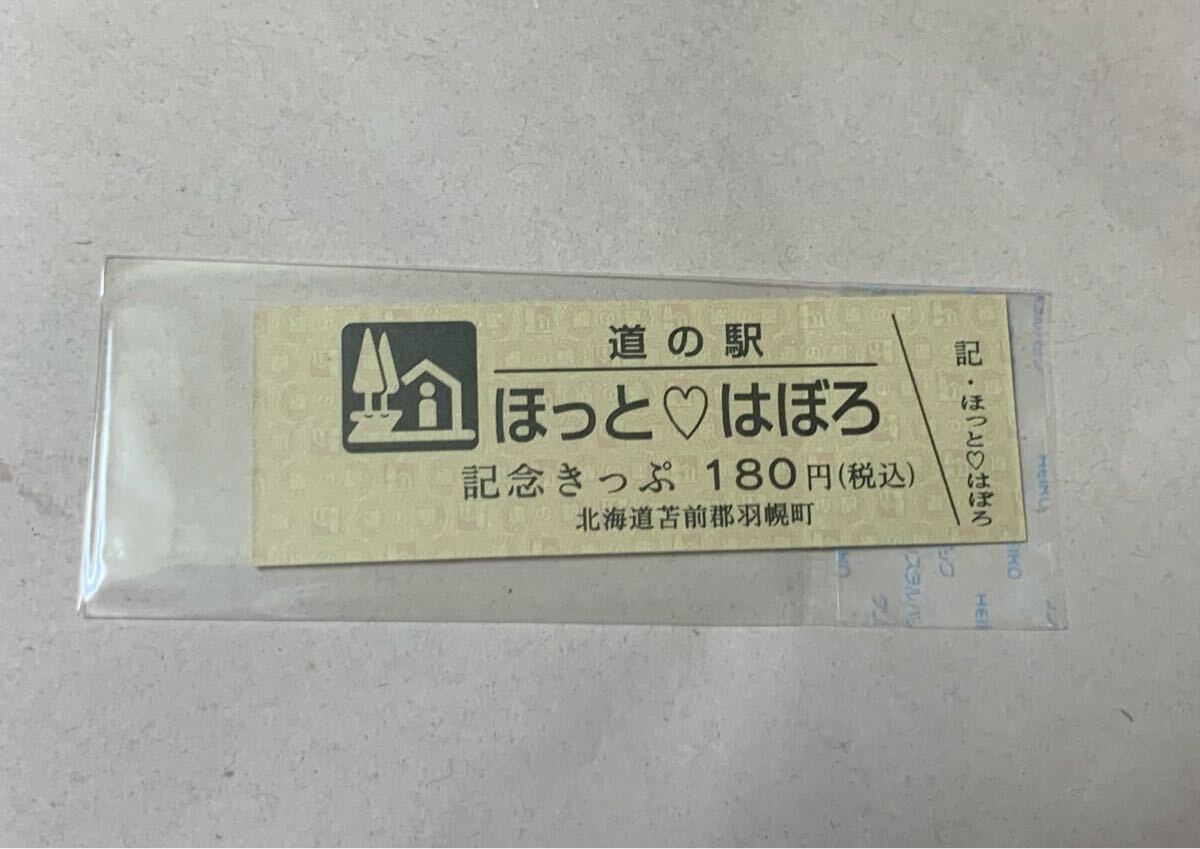 道の駅
ほっと♡はぼろ
記念きっぷ 180円(税込)
北海道苫前郡羽幌町
記・ほっと♡はぼろ
HEIKO